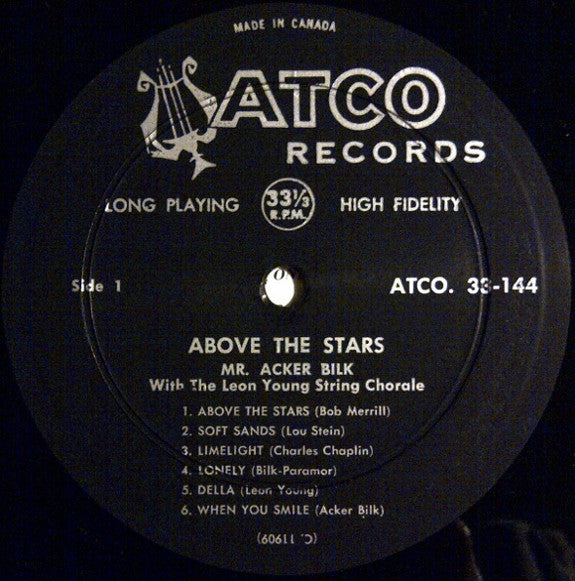 MADE IN CANADA
ATCO
RECORDS
LONG PLAYING 33⅓ R.P.M. HIGH FIDELITY
Side 1 ATCO. 33-144
ABOVE THE STARS
MR. ACKER BILK
With The Leon Young String Chorale
1. ABOVE THE STARS (Bob Merrill)
2. SOFT SANDS (Lou Stein)
3. LIMELIGHT (Charles Chaplin)
4. LONELY (Bilk-Paramor)
5. DELLA (Leon Young)
6. WHEN YOU SMILE (Acker Bilk)
(C. 11909)